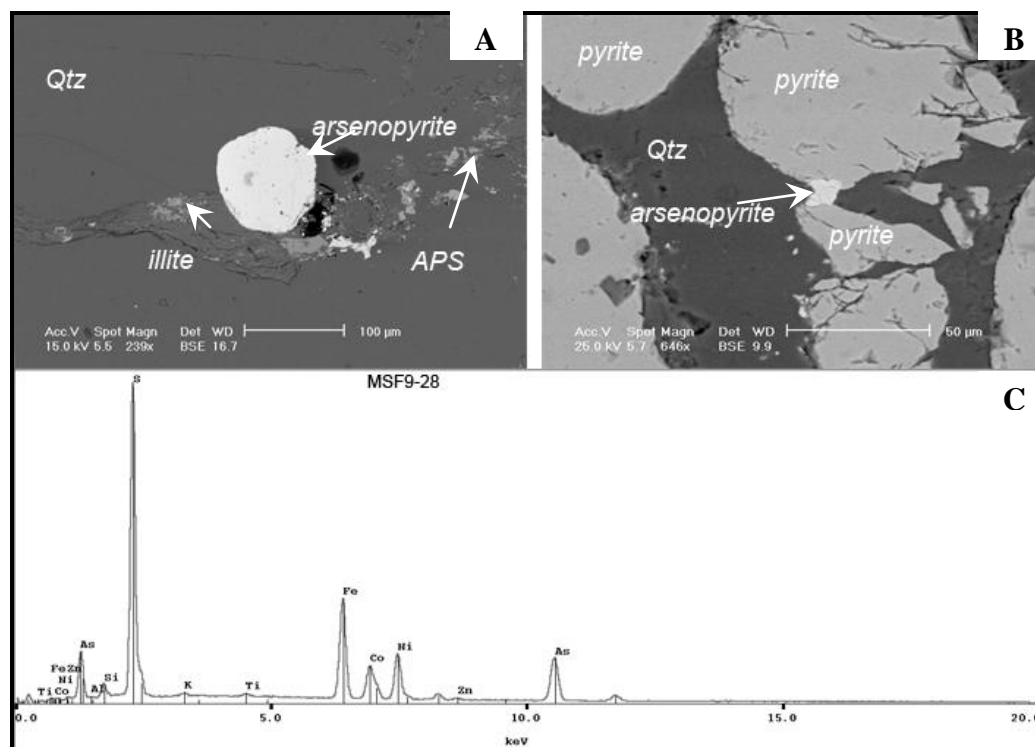 A
Qtz
arsenopyrite
illite
APS
Acc.V Spot Magn Det WD 100 µm
15.0 kV 5.5 239x BSE 16.7
B
pyrite
pyrite
Qtz
arsenopyrite
pyrite
Acc.V Spot Magn Det WD 50 µm
25.0 kV 5.7 646x BSE 9.9
MSF9-28
C
S
Fe
As
Ni
Co
As
Fe Zn
Ni
Si
Ti Co Al
K
Ti
Zn
0.0 5.0 10.0 15.0 20.0
keV